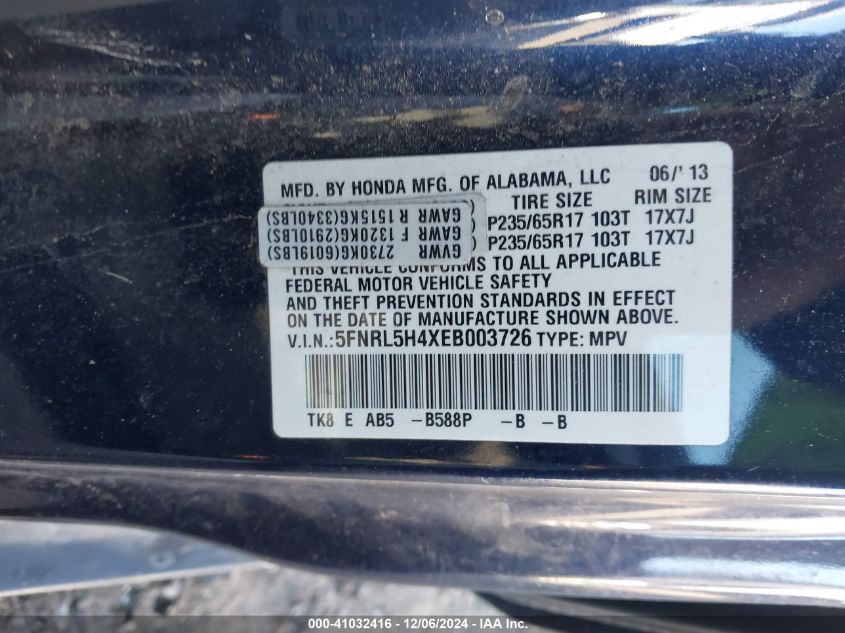 MFD. BY HONDA MFG. OF ALABAMA, LLC 06/ 13
TIRE SIZE RIM SIZE
P235/65R17 103T 17X7J
P235/65R17 103T 17X7J
GVWR 2730KG(6019LBS)
GAWR F 1320KG(2910LBS)
GAWR R 1515KG(3340LBS)
THIS VEHICLE CONFORMS TO ALL APPLICABLE
FEDERAL MOTOR VEHICLE SAFETY
AND THEFT PREVENTION STANDARDS IN EFFECT
ON THE DATE OF MANUFACTURE SHOWN ABOVE.
V.I.N.:5FNRL5H4XEB003726 TYPE: MPV
TK8 E AB5 -B588P -B -B
000-41032416 - 12/06/2024 - IAA Inc.